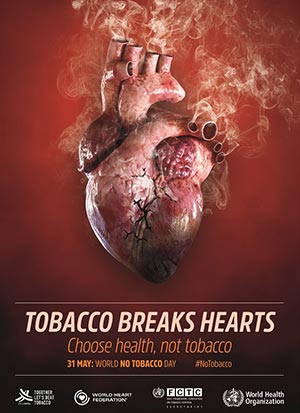 TOBACCO BREAKS HEARTS
Choose health, not tobacco
31 MAY: WORLD NO TOBACCO DAY #NoTobacco
TOGETHER
LET'S BEAT
TOBACCO
WORLD HEART
FEDERATION®
FCTC
SECRETARIAT
World Health
Organization